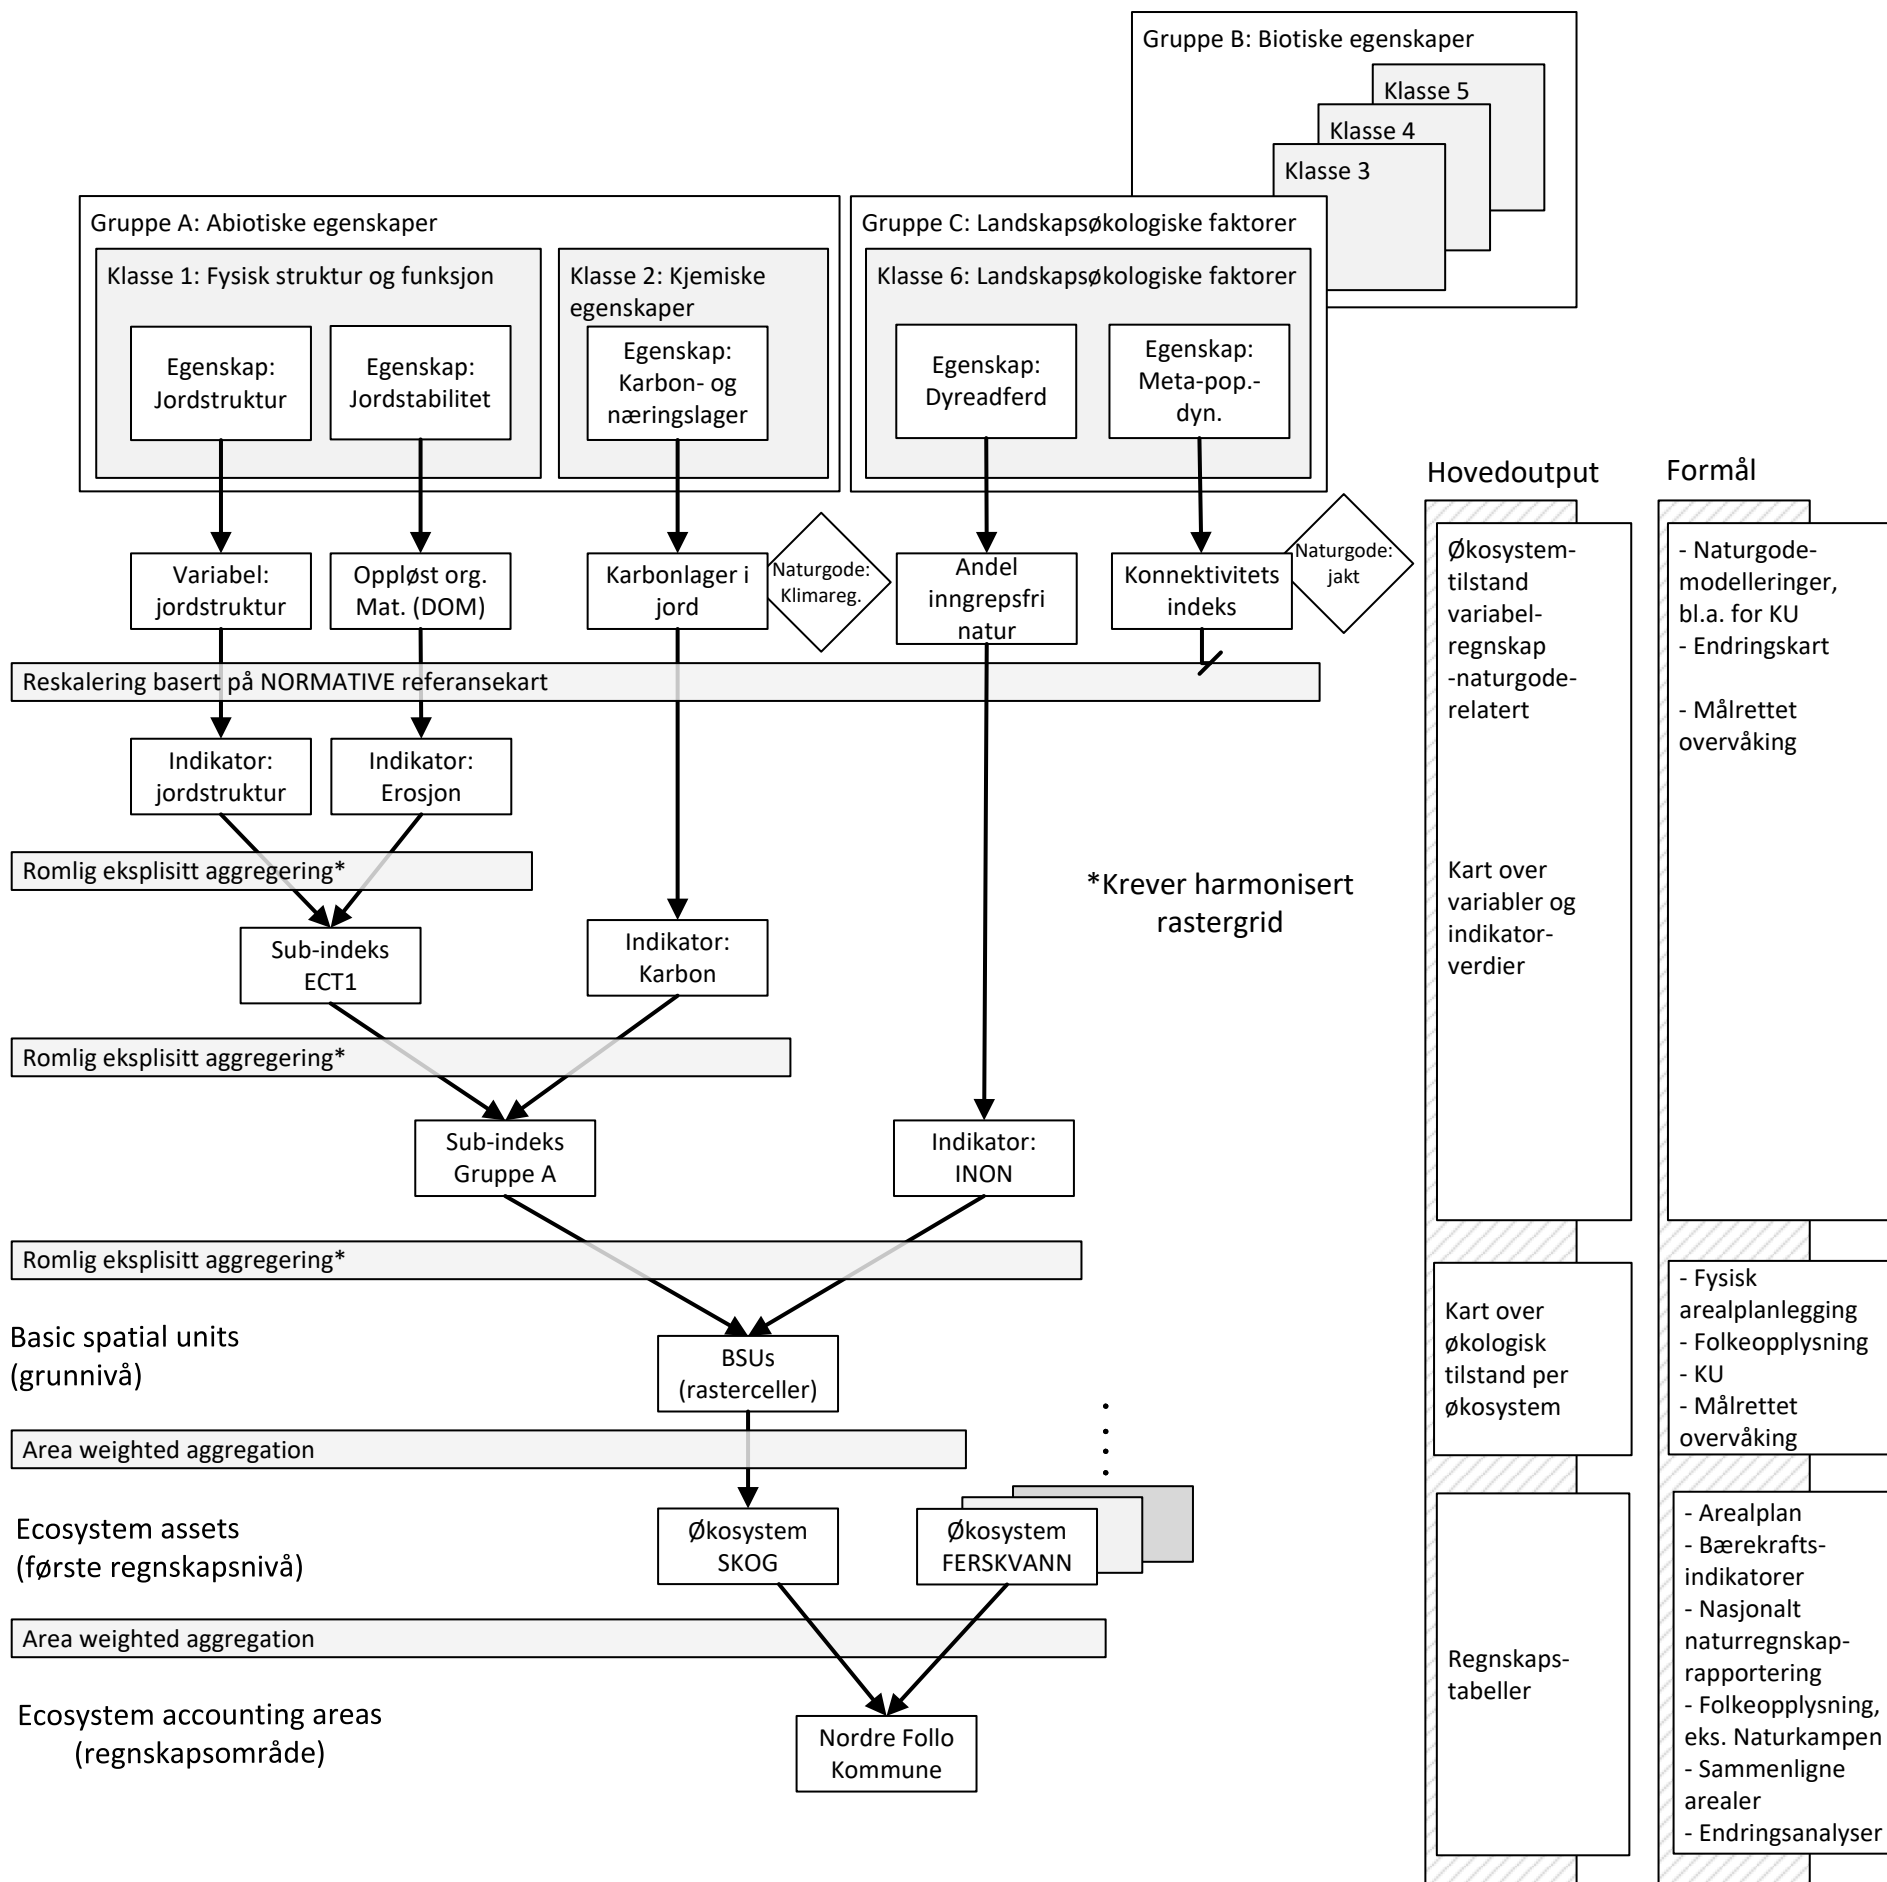 Gruppe B: Biotiske egenskaper
Klasse 5
Klasse 4
Klasse 3
Gruppe A: Abiotiske egenskaper
Klasse 1: Fysisk struktur og funksjon
Egenskap:
Jordstruktur
Egenskap:
Jordstabilitet
Klasse 2: Kjemiske
egenskaper
Egenskap:
Karbon- og
næringslager
Gruppe C: Landskapsøkologiske faktorer
Klasse 6: Landskapsøkologiske faktorer
Egenskap:
Dyreadferd
Egenskap:
Meta-pop.-
dyn.
Variabel:
jordstruktur
Oppløst org.
Mat. (DOM)
Karbonlager i
jord
Naturgode:
Klimareg.
Andel
inngrepsfri
natur
Konnektivitets
indeks
Naturgode:
jakt
Reskalering basert på NORMATIVE referansekart
Indikator:
jordstruktur
Indikator:
Erosjon
Romlig eksplisitt aggregering*
*Krever harmonisert
rastergrid
Sub-indeks
ECT1
Indikator:
Karbon
Romlig eksplisitt aggregering*
Sub-indeks
Gruppe A
Indikator:
INON
Romlig eksplisitt aggregering*
Basic spatial units
(grunnivå)
BSUs
(rasterceller)
Area weighted aggregation
Ecosystem assets
(første regnskapsnivå)
Økosystem
SKOG
Økosystem
FERSKVANN
Area weighted aggregation
Ecosystem accounting areas
(regnskapsområde)
Nordre Follo
Kommune
Hovedoutput
Økosystem-
tilstand
variabel-
regnskap
-naturgode-
relatert
Kart over
variabler og
indikator-
verdier
Kart over
økologisk
tilstand per
økosystem
Regnskaps-
tabeller
Formål
- Naturgode-
modelleringer,
bl.a. for KU
- Endringskart
- Målrettet
overvåking
- Fysisk
arealplanlegging
- Folkeopplysning
- KU
- Målrettet
overvåking
- Arealplan
- Bærekrafts-
indikatorer
- Nasjonalt
naturregnskap-
rapportering
- Folkeopplysning,
eks. Naturkampen
- Sammenligne
arealer
- Endringsanalyser